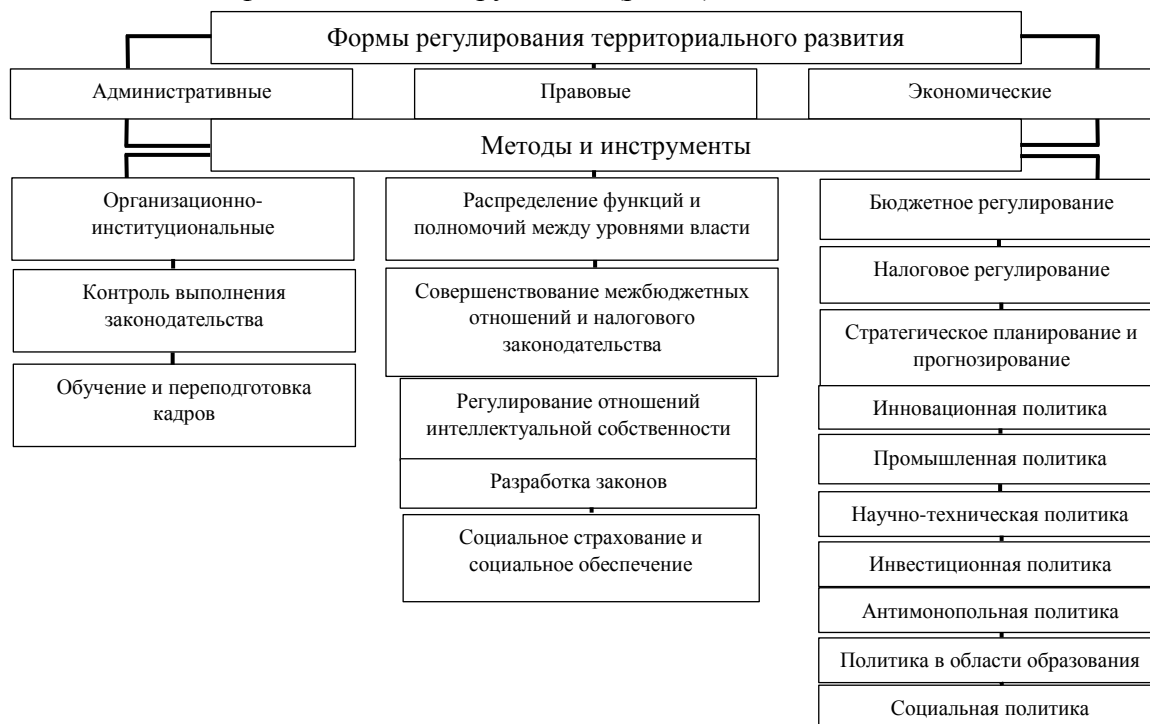 Формы регулирования территориального развития
Административные
Правовые
Экономические
Методы и инструменты
Организационно-
институциональные
Контроль выполнения
законодательства
Обучение и переподготовка
кадров
Распределение функций и
полномочий между уровнями власти
Совершенствование межбюджетных
отношений и налогового
законодательства
Регулирование отношений
интеллектуальной собственности
Разработка законов
Социальное страхование и
социальное обеспечение
Бюджетное регулирование
Налоговое регулирование
Стратегическое планирование и
прогнозирование
Инновационная политика
Промышленная политика
Научно-техническая политика
Инвестиционная политика
Антимонопольная политика
Политика в области образования
Социальная политика